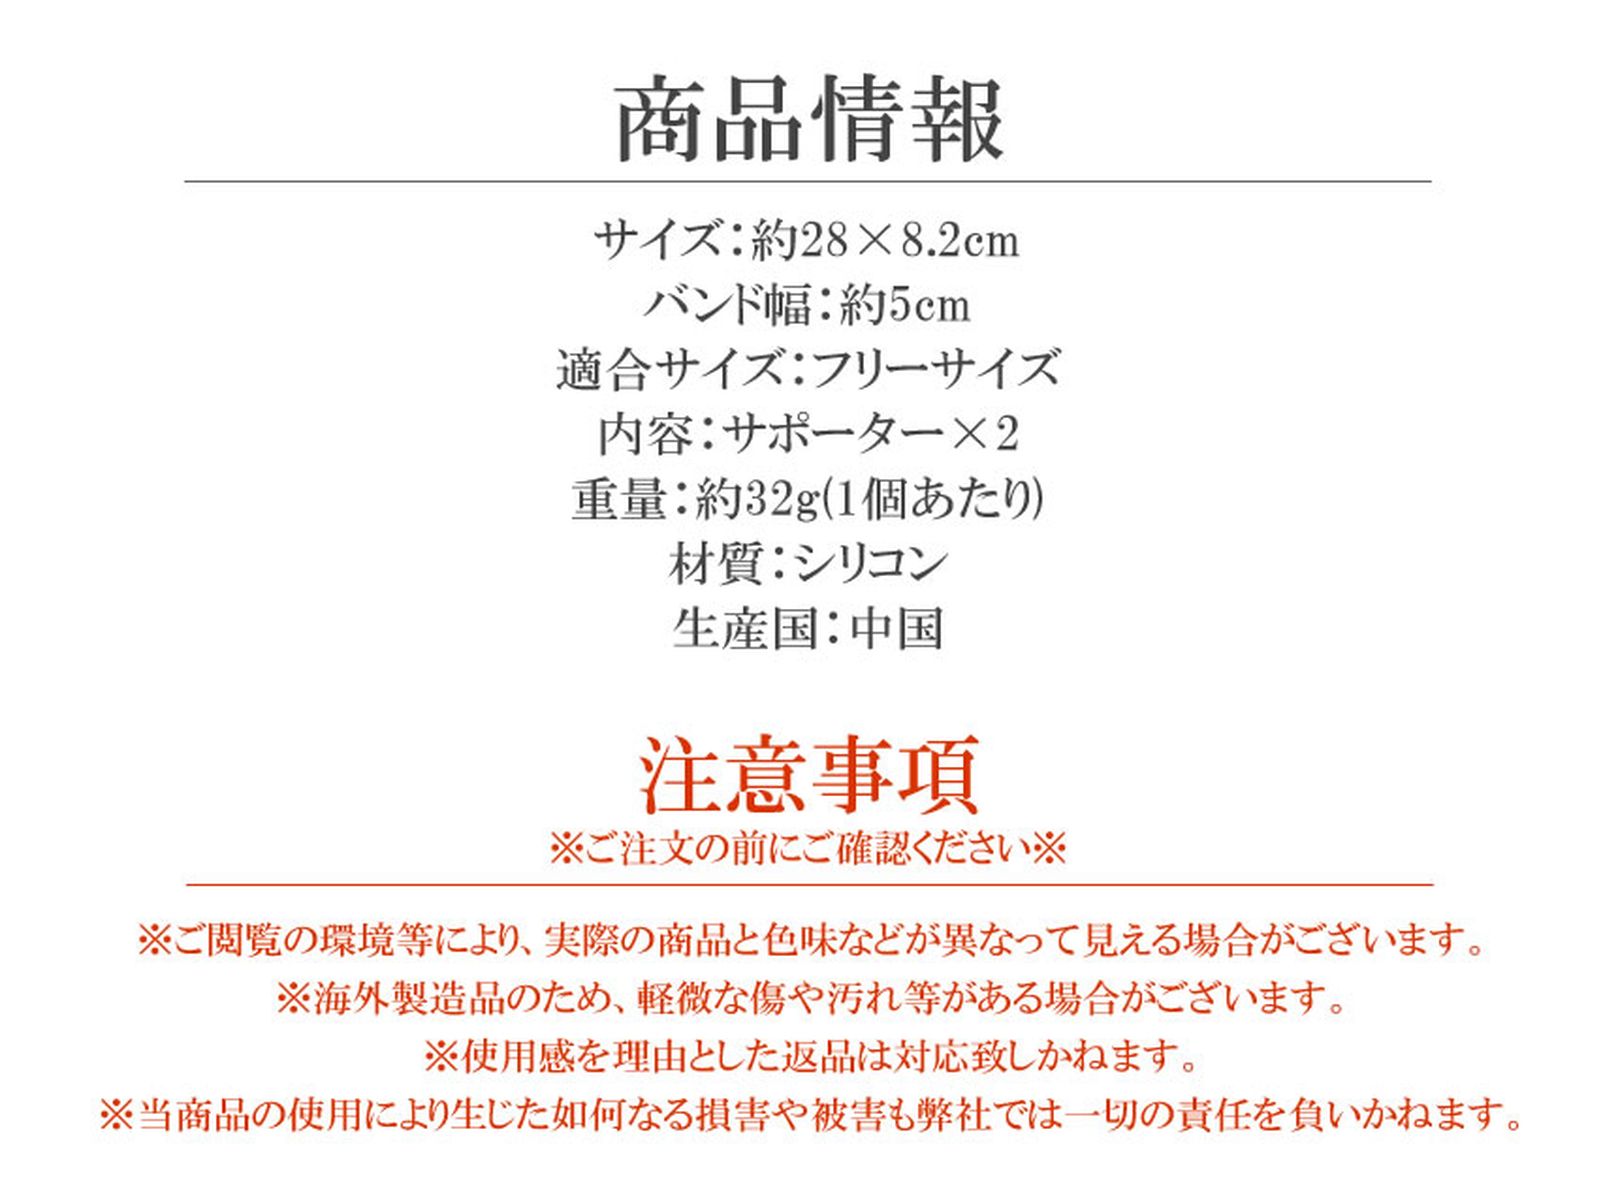 商品情報
サイズ：約28×8.2cm
バンド幅：約5cm
適合サイズ：フリーサイズ
内容：サポーター×2
重量：約32g(1個あたり)
材質：シリコン
生産国：中国
注意事項
※ご注文の前にご確認ください※
※ご閲覧の環境等により、実際の商品と色味などが異なって見える場合がございます。
※海外製造品のため、軽微な傷や汚れ等がある場合がございます。
※使用感を理由とした返品は対応致しかねます。
※当商品の使用により生じた如何なる損害や被害も弊社では一切の責任を負いかねます。